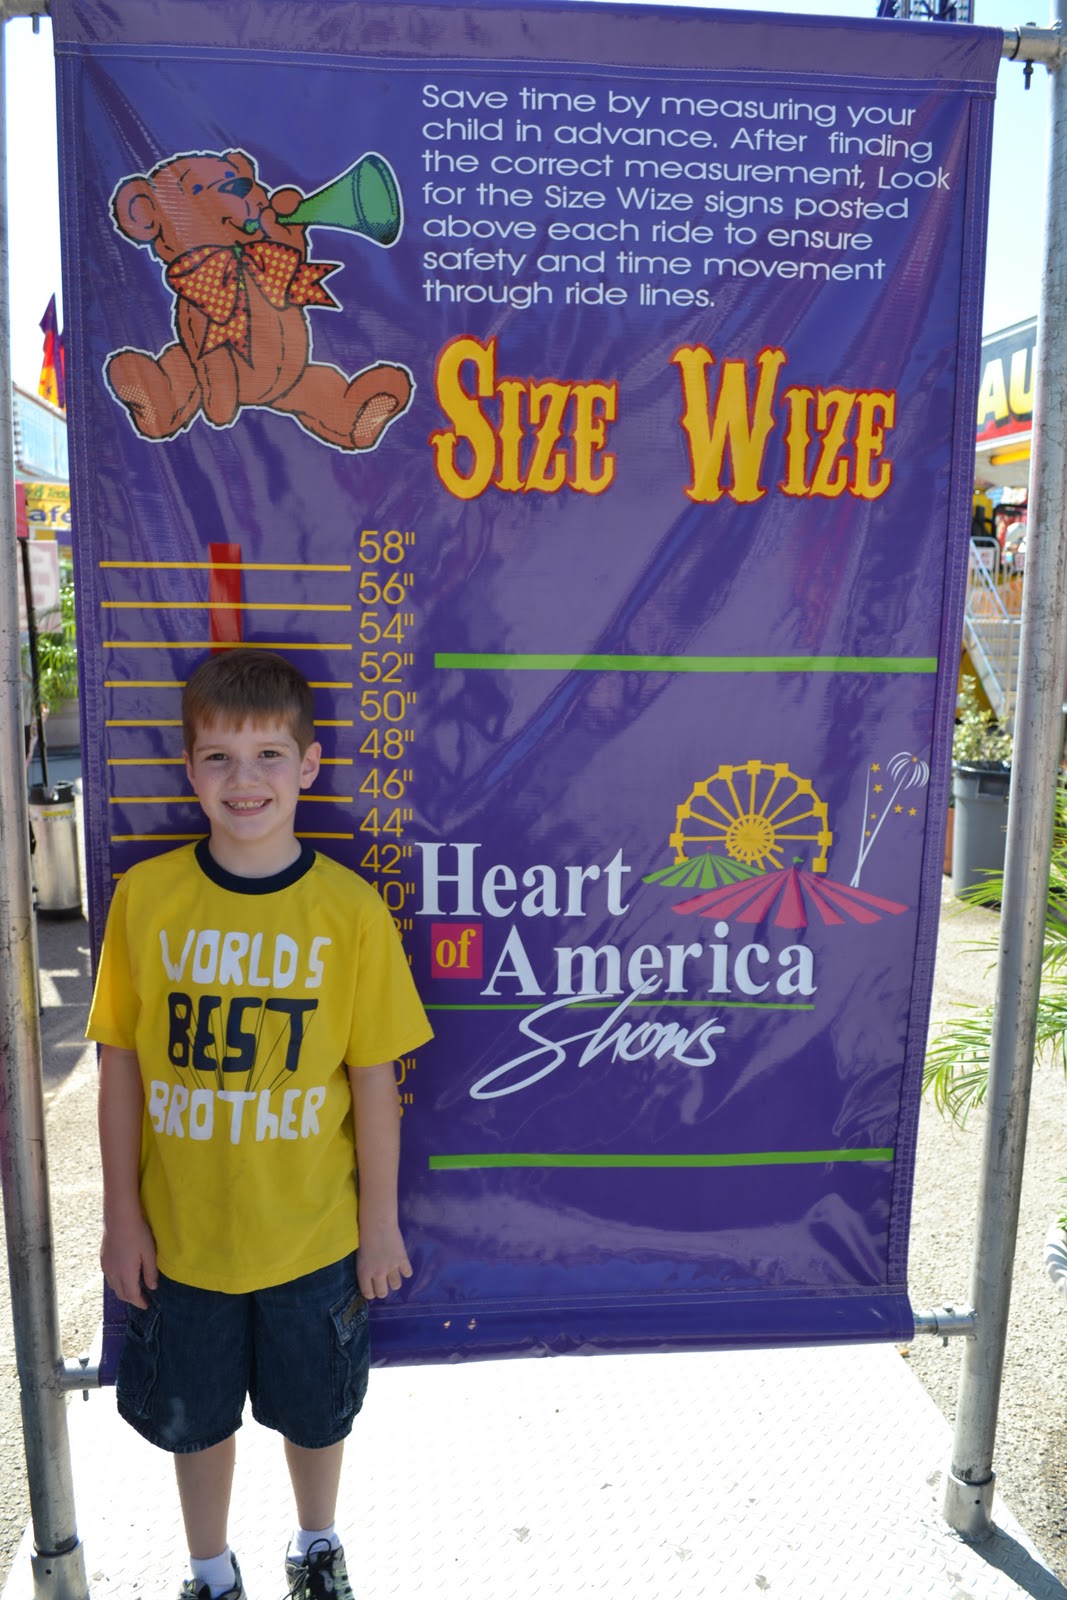 Save time by measuring your
child in advance. After finding
the correct measurement, Look
for the Size Wize signs posted
above each ride to ensure
safety and time movement
through ride lines.
SIZE WIZE
58"
56"
54"
52"
50"
48"
46"
44"
42"
Heart
of
America
Shows
WORLDS
BEST
BROTHER
AU